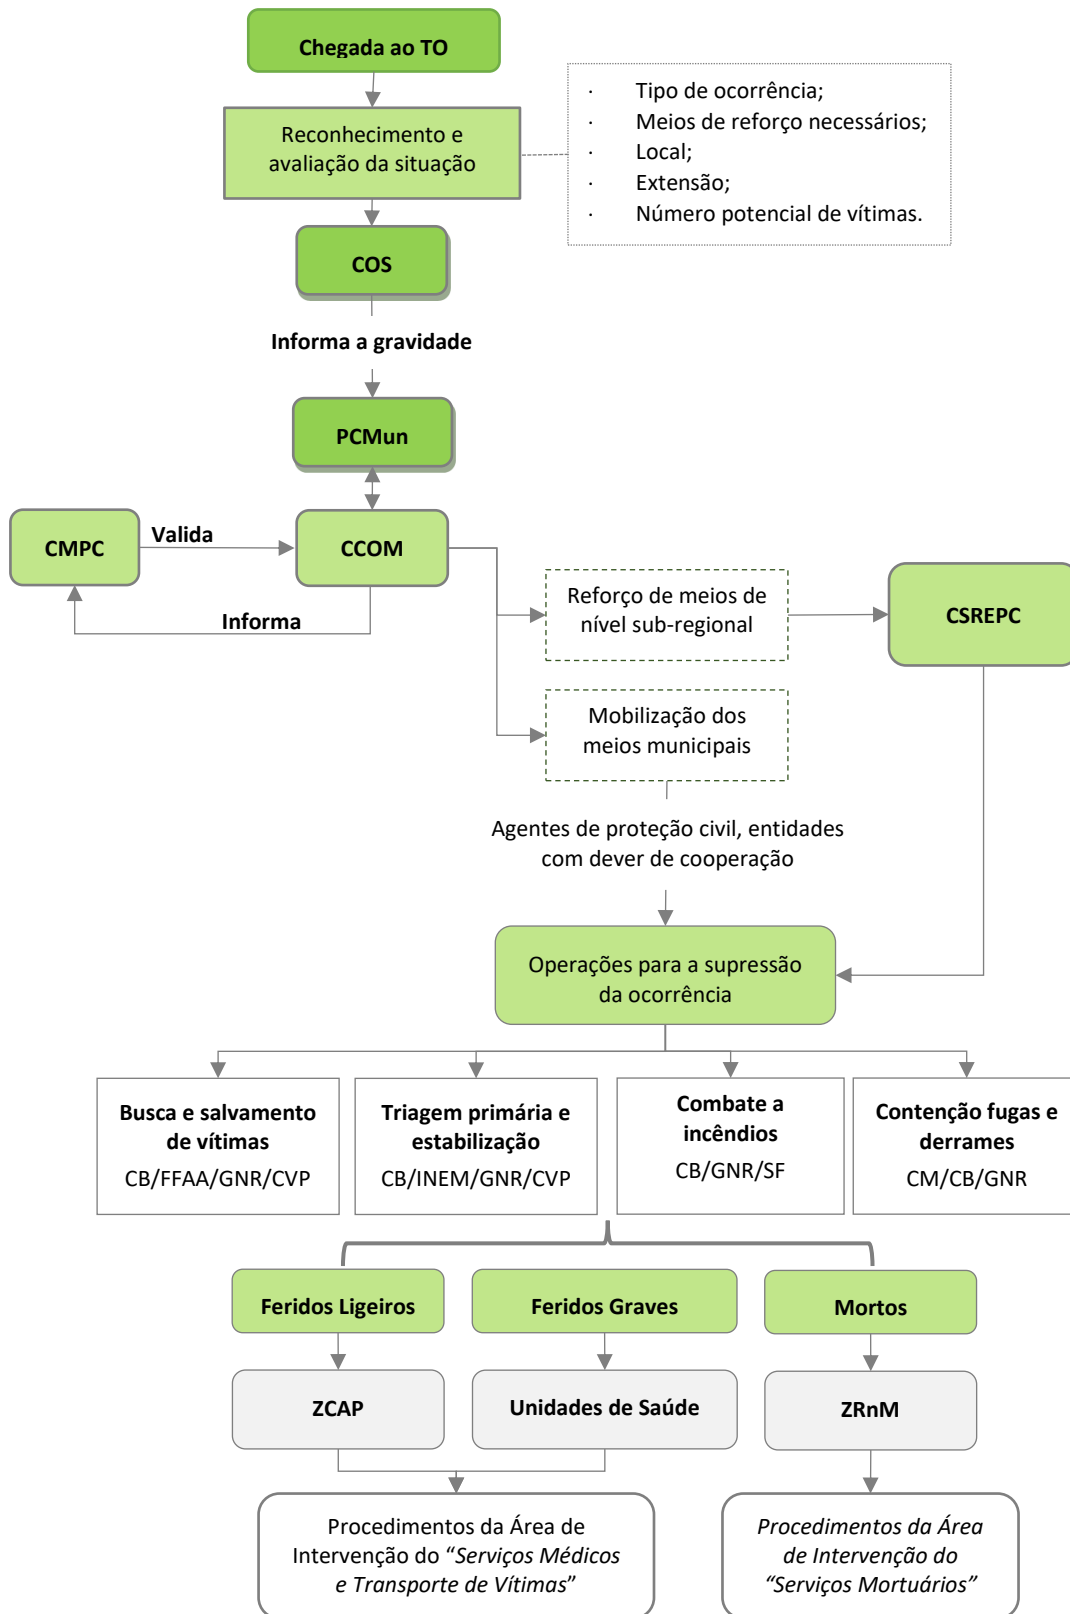 Chegada ao TO
Reconhecimento e
avaliação da situação
· Tipo de ocorrência;
· Meios de reforço necessários;
· Local;
· Extensão;
· Número potencial de vítimas.
COS
Informa a gravidade
PCMun
CMPC
Valida
CCOM
Informa
Reforço de meios de
nível sub-regional
CSREPC
Mobilização dos
meios municipais
Agentes de proteção civil, entidades
com dever de cooperação
Operações para a supressão
da ocorrência
Busca e salvamento
de vítimas
CB/FFAA/GNR/CVP
Triagem primária e
estabilização
CB/INEM/GNR/CVP
Combate a
incêndios
CB/GNR/SF
Contenção fugas e
derrames
CM/CB/GNR
Feridos Ligeiros
Feridos Graves
Mortos
ZCAP
Unidades de Saúde
ZRnM
Procedimentos da Área de
Intervenção do “Serviços Médicos
e Transporte de Vítimas”
Procedimentos da Área
de Intervenção do
“Serviços Mortuários”